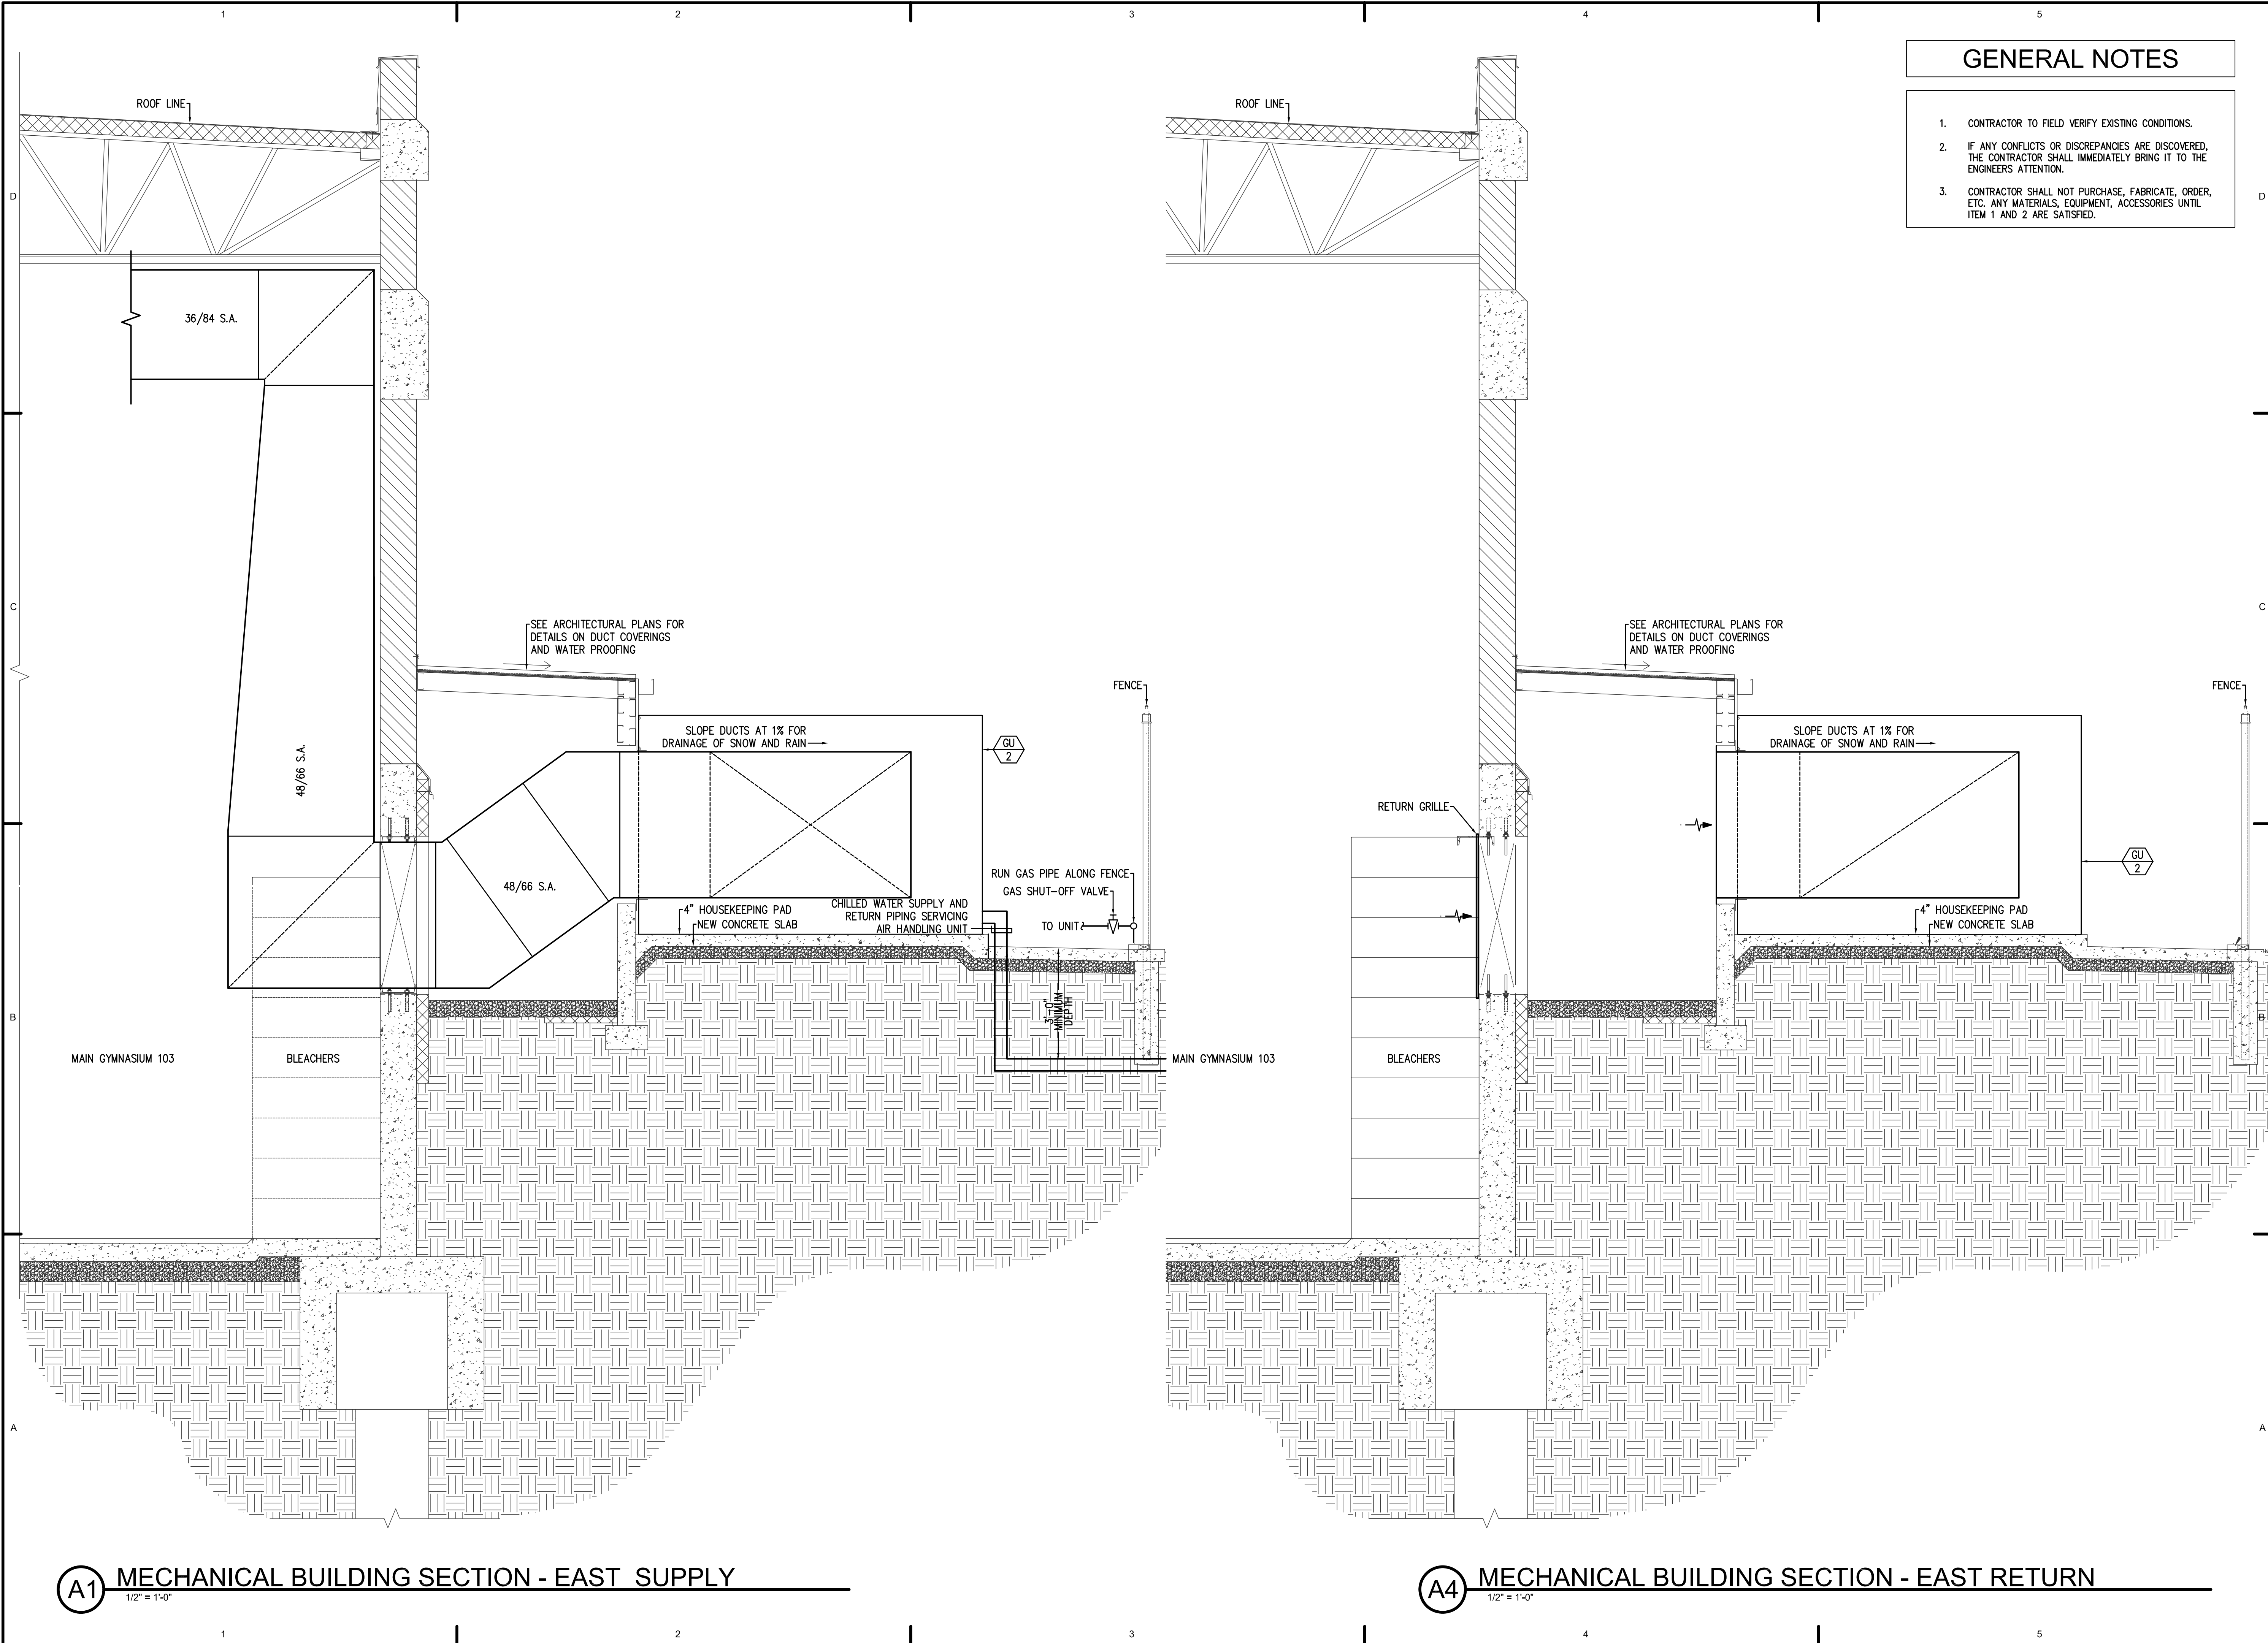 1 2 3 4 5
GENERAL NOTES
1. CONTRACTOR TO FIELD VERIFY EXISTING CONDITIONS.
2. IF ANY CONFLICTS OR DISCREPANCIES ARE DISCOVERED,
THE CONTRACTOR SHALL IMMEDIATELY BRING IT TO THE
ENGINEERS ATTENTION.
3. CONTRACTOR SHALL NOT PURCHASE, FABRICATE, ORDER,
ETC. ANY MATERIALS, EQUIPMENT, ACCESSORIES UNTIL
ITEM 1 AND 2 ARE SATISFIED.
D
C
B
A
ROOF LINE
36/84 S.A.
48/66 S.A.
SEE ARCHITECTURAL PLANS FOR
DETAILS ON DUCT COVERINGS
AND WATER PROOFING
FENCE
SLOPE DUCTS AT 1% FOR
DRAINAGE OF SNOW AND RAIN
GU
2
48/66 S.A.
RUN GAS PIPE ALONG FENCE
GAS SHUT-OFF VALVE
TO UNIT
4" HOUSEKEEPING PAD
NEW CONCRETE SLAB
CHILLED WATER SUPPLY AND
RETURN PIPING SERVICING
AIR HANDLING UNIT
MINIMUM
DEPTH
MAIN GYMNASIUM 103
BLEACHERS
A1
MECHANICAL BUILDING SECTION - EAST SUPPLY
1/2" = 1'-0"
ROOF LINE
SEE ARCHITECTURAL PLANS FOR
DETAILS ON DUCT COVERINGS
AND WATER PROOFING
FENCE
SLOPE DUCTS AT 1% FOR
DRAINAGE OF SNOW AND RAIN
RETURN GRILLE
GU
2
4" HOUSEKEEPING PAD
NEW CONCRETE SLAB
MAIN GYMNASIUM 103
BLEACHERS
A4
MECHANICAL BUILDING SECTION - EAST RETURN
1/2" = 1'-0"
D
C
B
A
1 2 3 4 5